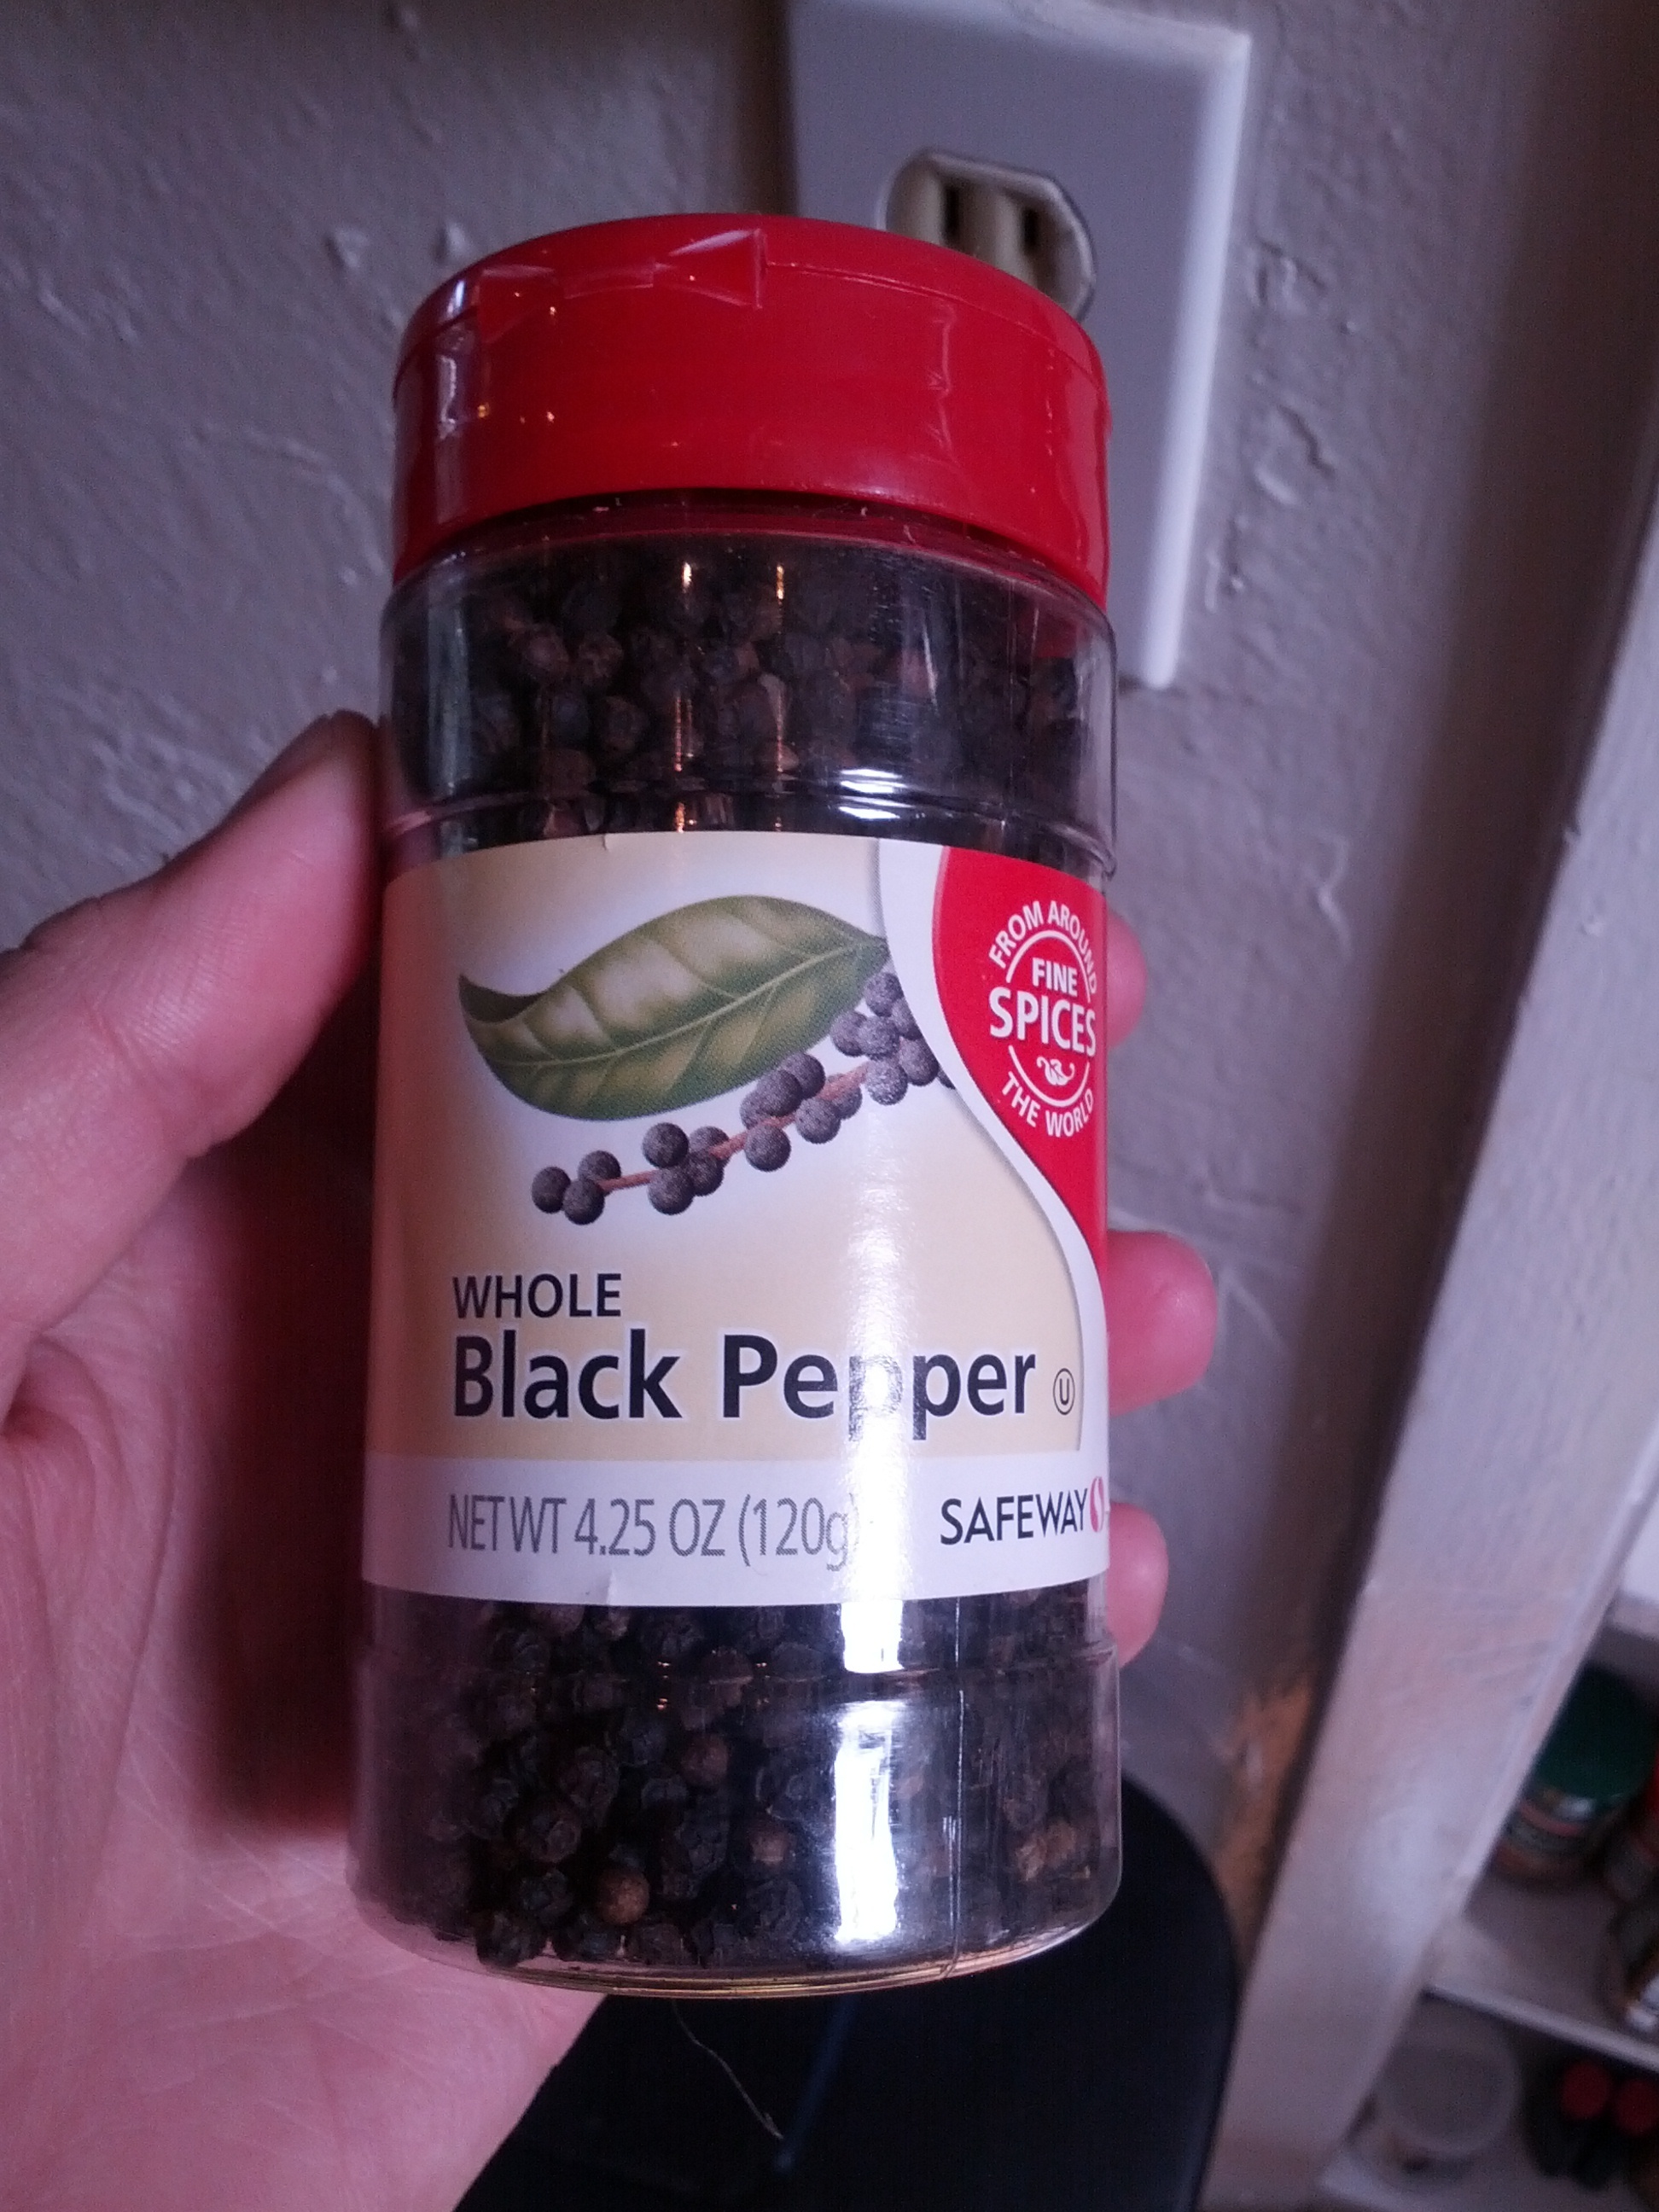 FROM AROUND
FINE
SPICES
THE WORLD
WHOLE
Black Pepper Ⓤ
NET WT 4.25 OZ (120g)
SAFEWAY